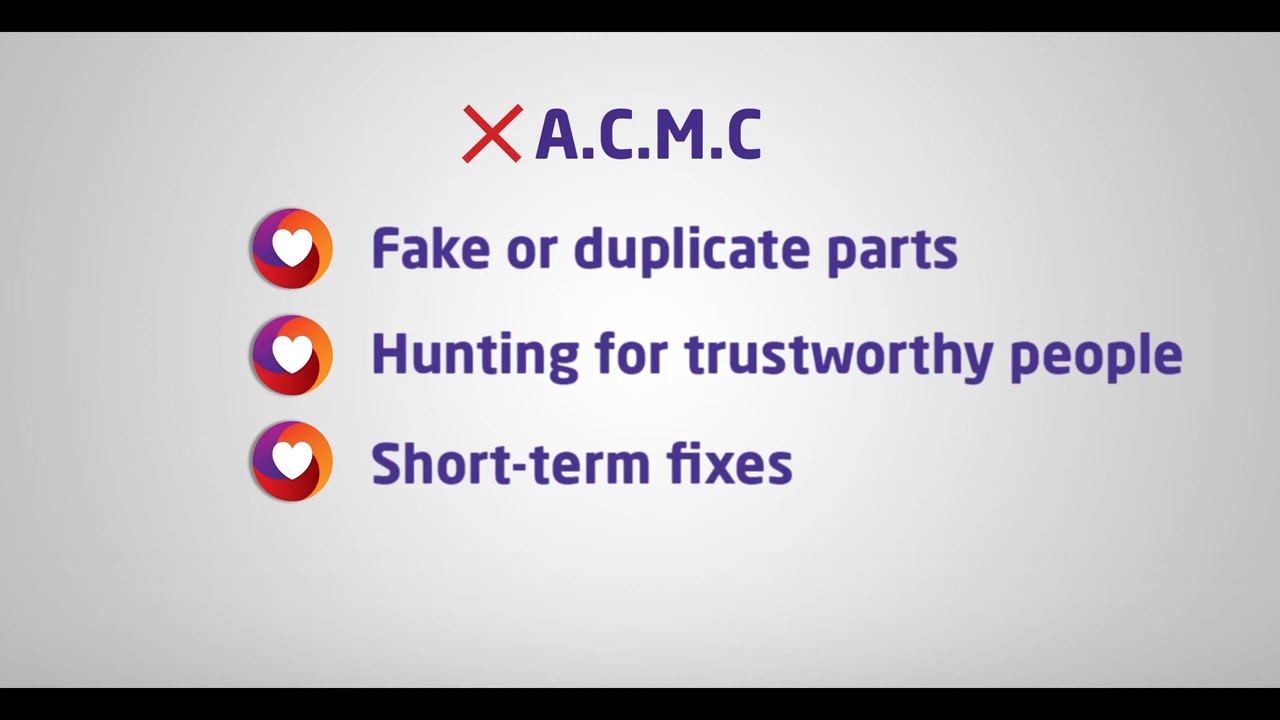 A.C.M.C
Fake or duplicate parts
Hunting for trustworthy people
Short-term fixes